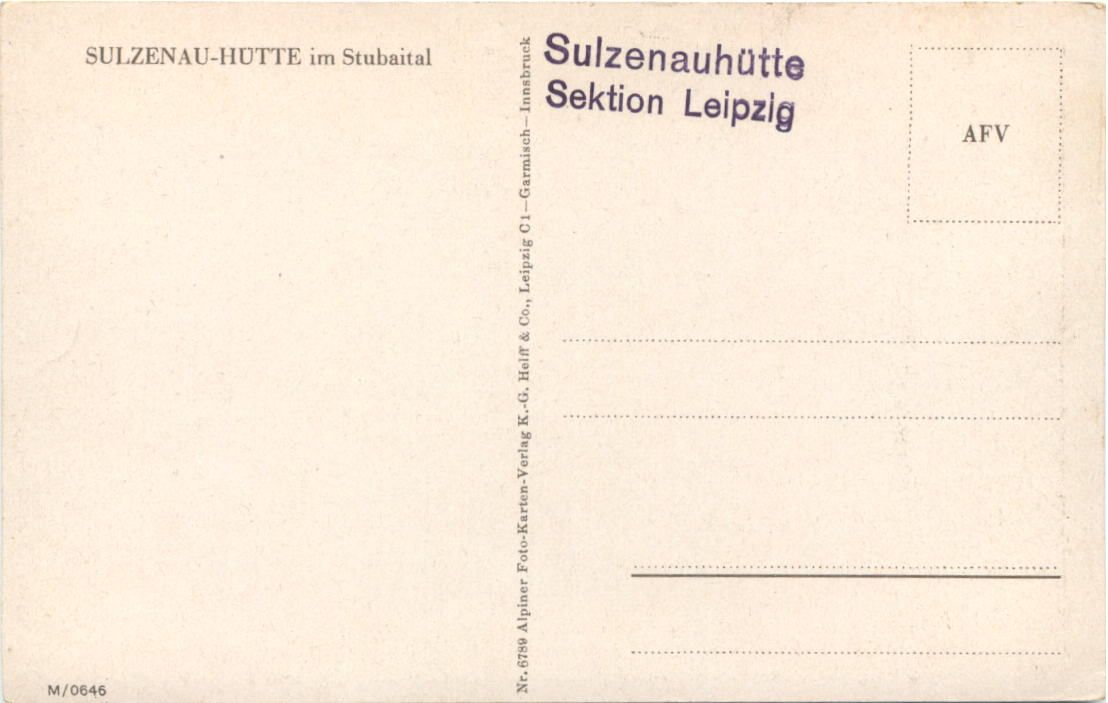 SULZENAU-HÜTTE im Stubaital
Nr. 6789 Alpiner Foto-Karten-Verlag K.-G. Helff & Co., Leipzig C1—Garmisch—Innsbruck
Sulzenauhütte
Sektion Leipzig
AFV
M/0646